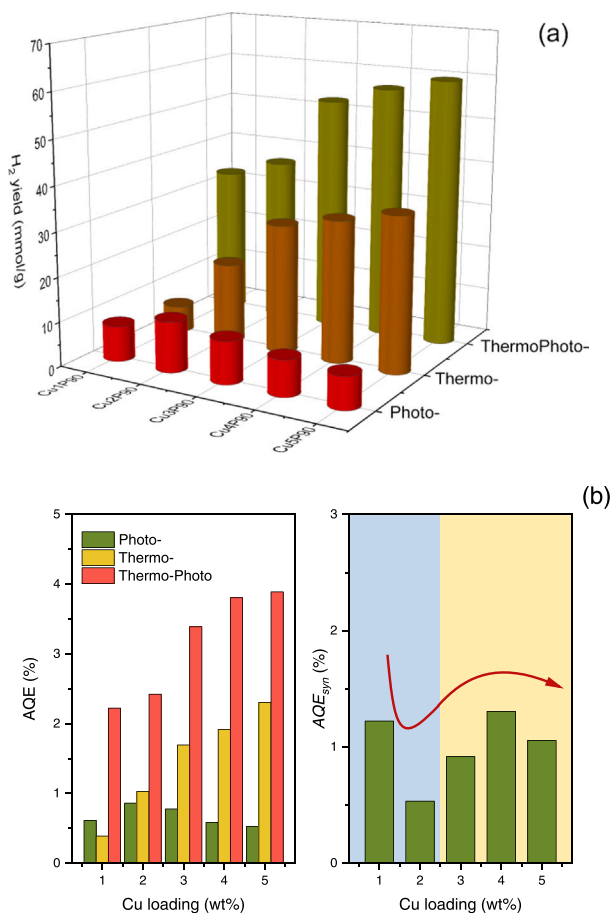 (a)
70
60
50
40
30
20
10
0
H2 yield (mmol/g)
Cu1P90
Cu2P90
Cu3P90
Cu4P90
Cu5P90
ThermoPhoto-
Thermo-
Photo-
(b)
5
4
3
2
1
0
AQE (%)
Photo-
Thermo-
Thermo-Photo
1 2 3 4 5
Cu loading (wt%)
3
2
1
0
AQEsyn (%)
1 2 3 4 5
Cu loading (wt%)